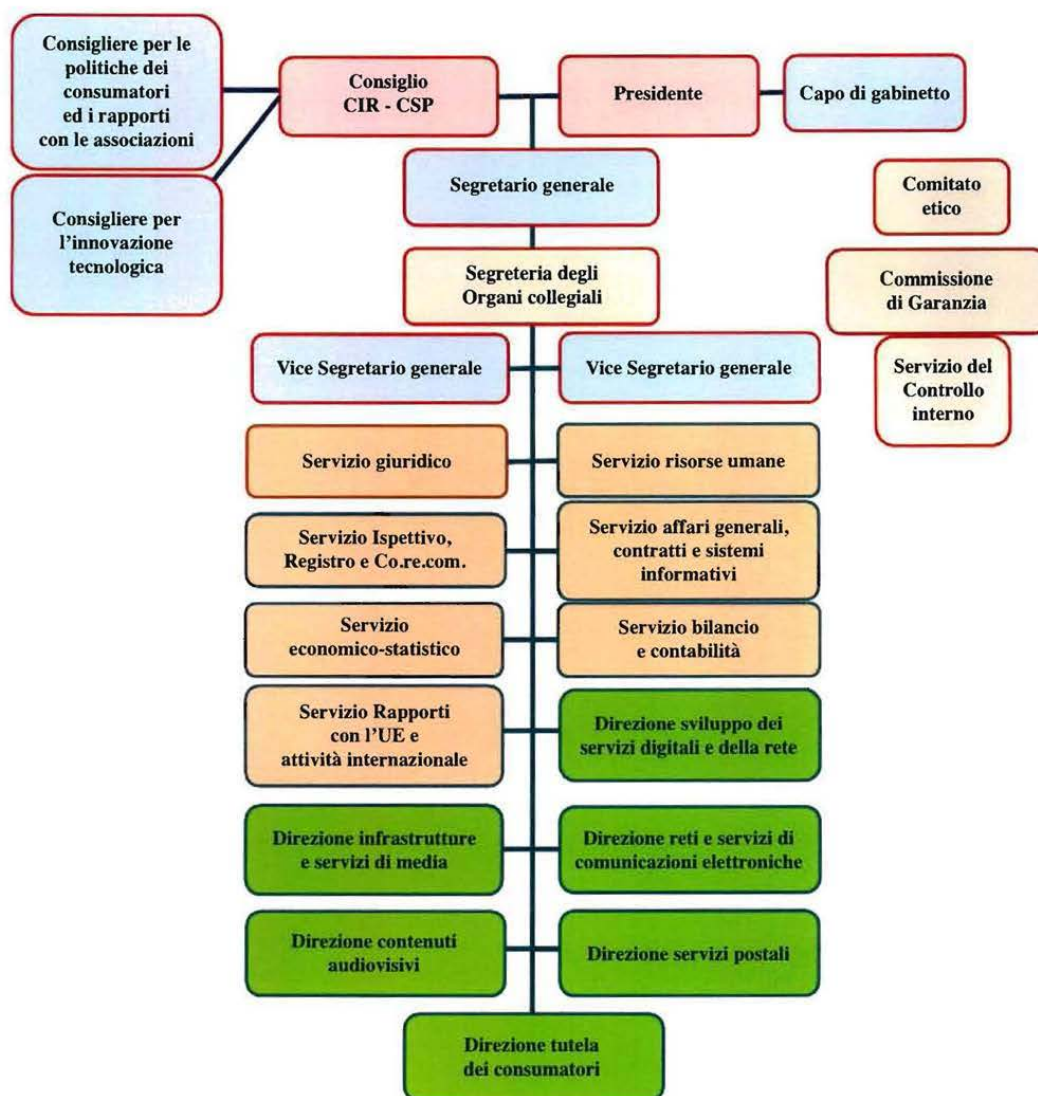 Consigliere per le
politiche dei
consumatori
ed i rapporti
con le associazioni
Consiglio
CIR - CSP
Presidente
Capo di gabinetto
Consigliere per
l'innovazione
tecnologica
Segretario generale
Comitato
etico
Segreteria degli
Organi collegiali
Commissione
di Garanzia
Vice Segretario generale
Vice Segretario generale
Servizio del
Controllo
interno
Servizio giuridico
Servizio risorse umane
Servizio Ispettivo,
Registro e Co.re.com.
Servizio affari generali,
contratti e sistemi
informativi
Servizio
economico-statistico
Servizio bilancio
e contabilità
Servizio Rapporti
con l'UE e
attività internazionale
Direzione sviluppo dei
servizi digitali e della rete
Direzione infrastrutture
e servizi di media
Direzione reti e servizi di
comunicazioni elettroniche
Direzione contenuti
audiovisivi
Direzione servizi postali
Direzione tutela
dei consumatori